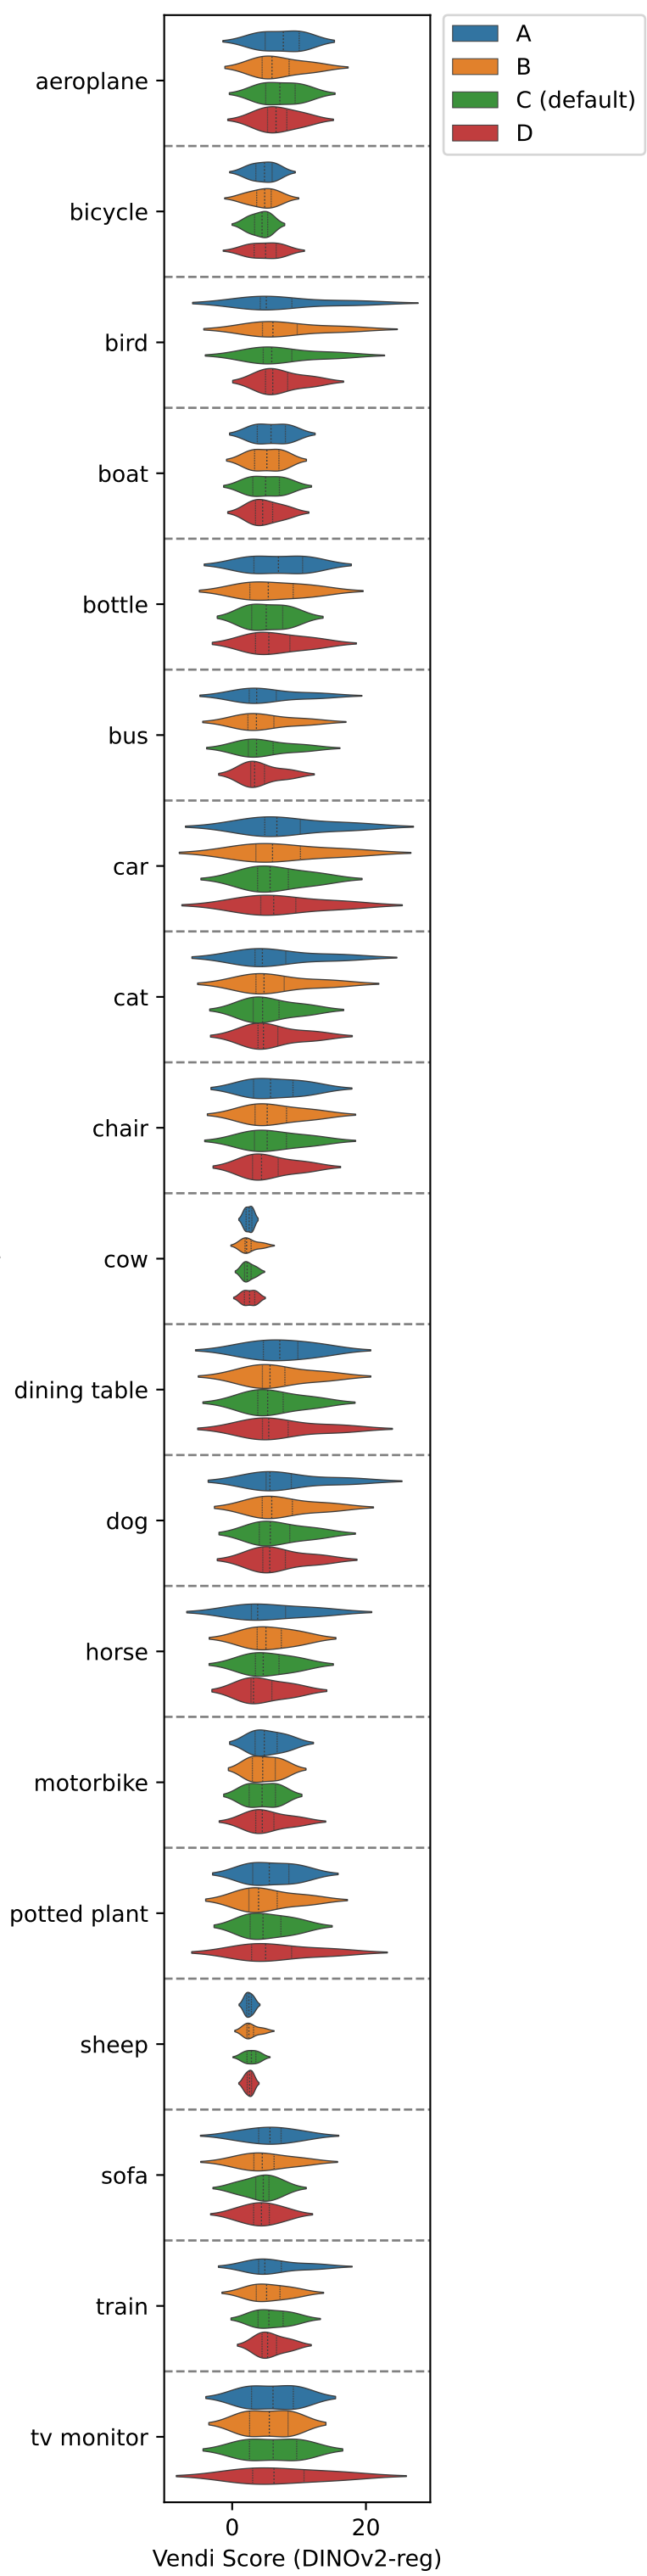 A
B
C (default)
D
aeroplane
bicycle
bird
boat
bottle
bus
car
cat
chair
cow
dining table
dog
horse
motorbike
potted plant
sheep
sofa
train
tv monitor
0 20
Vendi Score (DINOv2-reg)